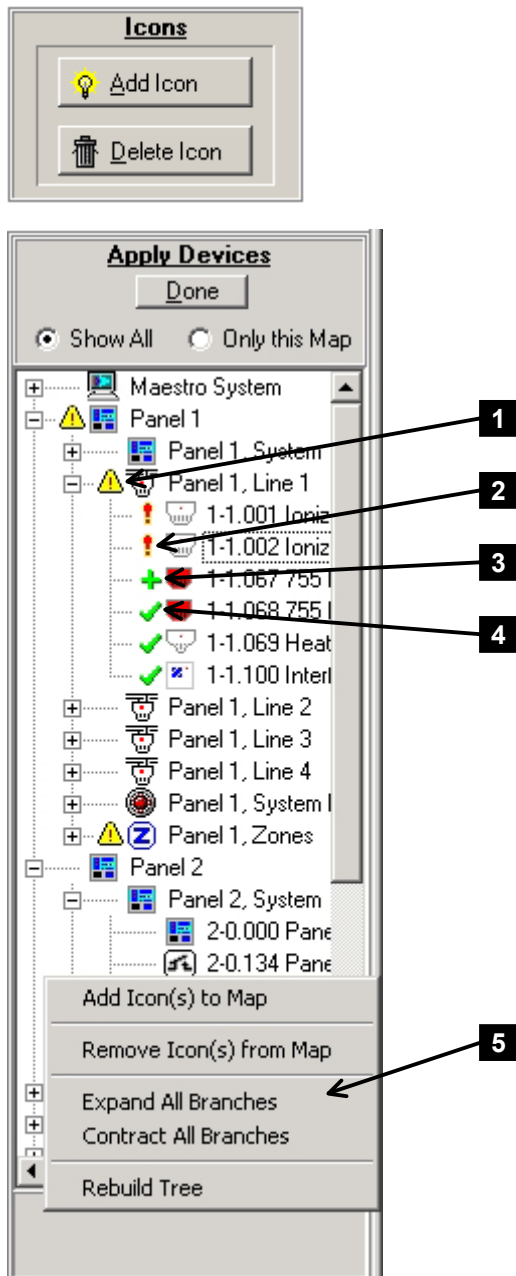 Icons
Add Icon
Delete Icon
Apply Devices
Done
Show All Only this Map
Maestro System
Panel 1
1
Panel 1, System
Panel 1, Line 1
2
1-1.001 Ioniz
1-1.002 Ioniz
3
1-1.067 755
1-1.068 755
4
1-1.069 Heat
1-1.100 Inter
Panel 1, Line 2
Panel 1, Line 3
Panel 1, Line 4
Panel 1, System
Z Panel 1, Zones
Panel 2
Panel 2, System
2-0.000 Pane
2-0.134 Pane
Add Icon(s) to Map
5
Remove Icon(s) from Map
Expand All Branches
Contract All Branches
Rebuild Tree